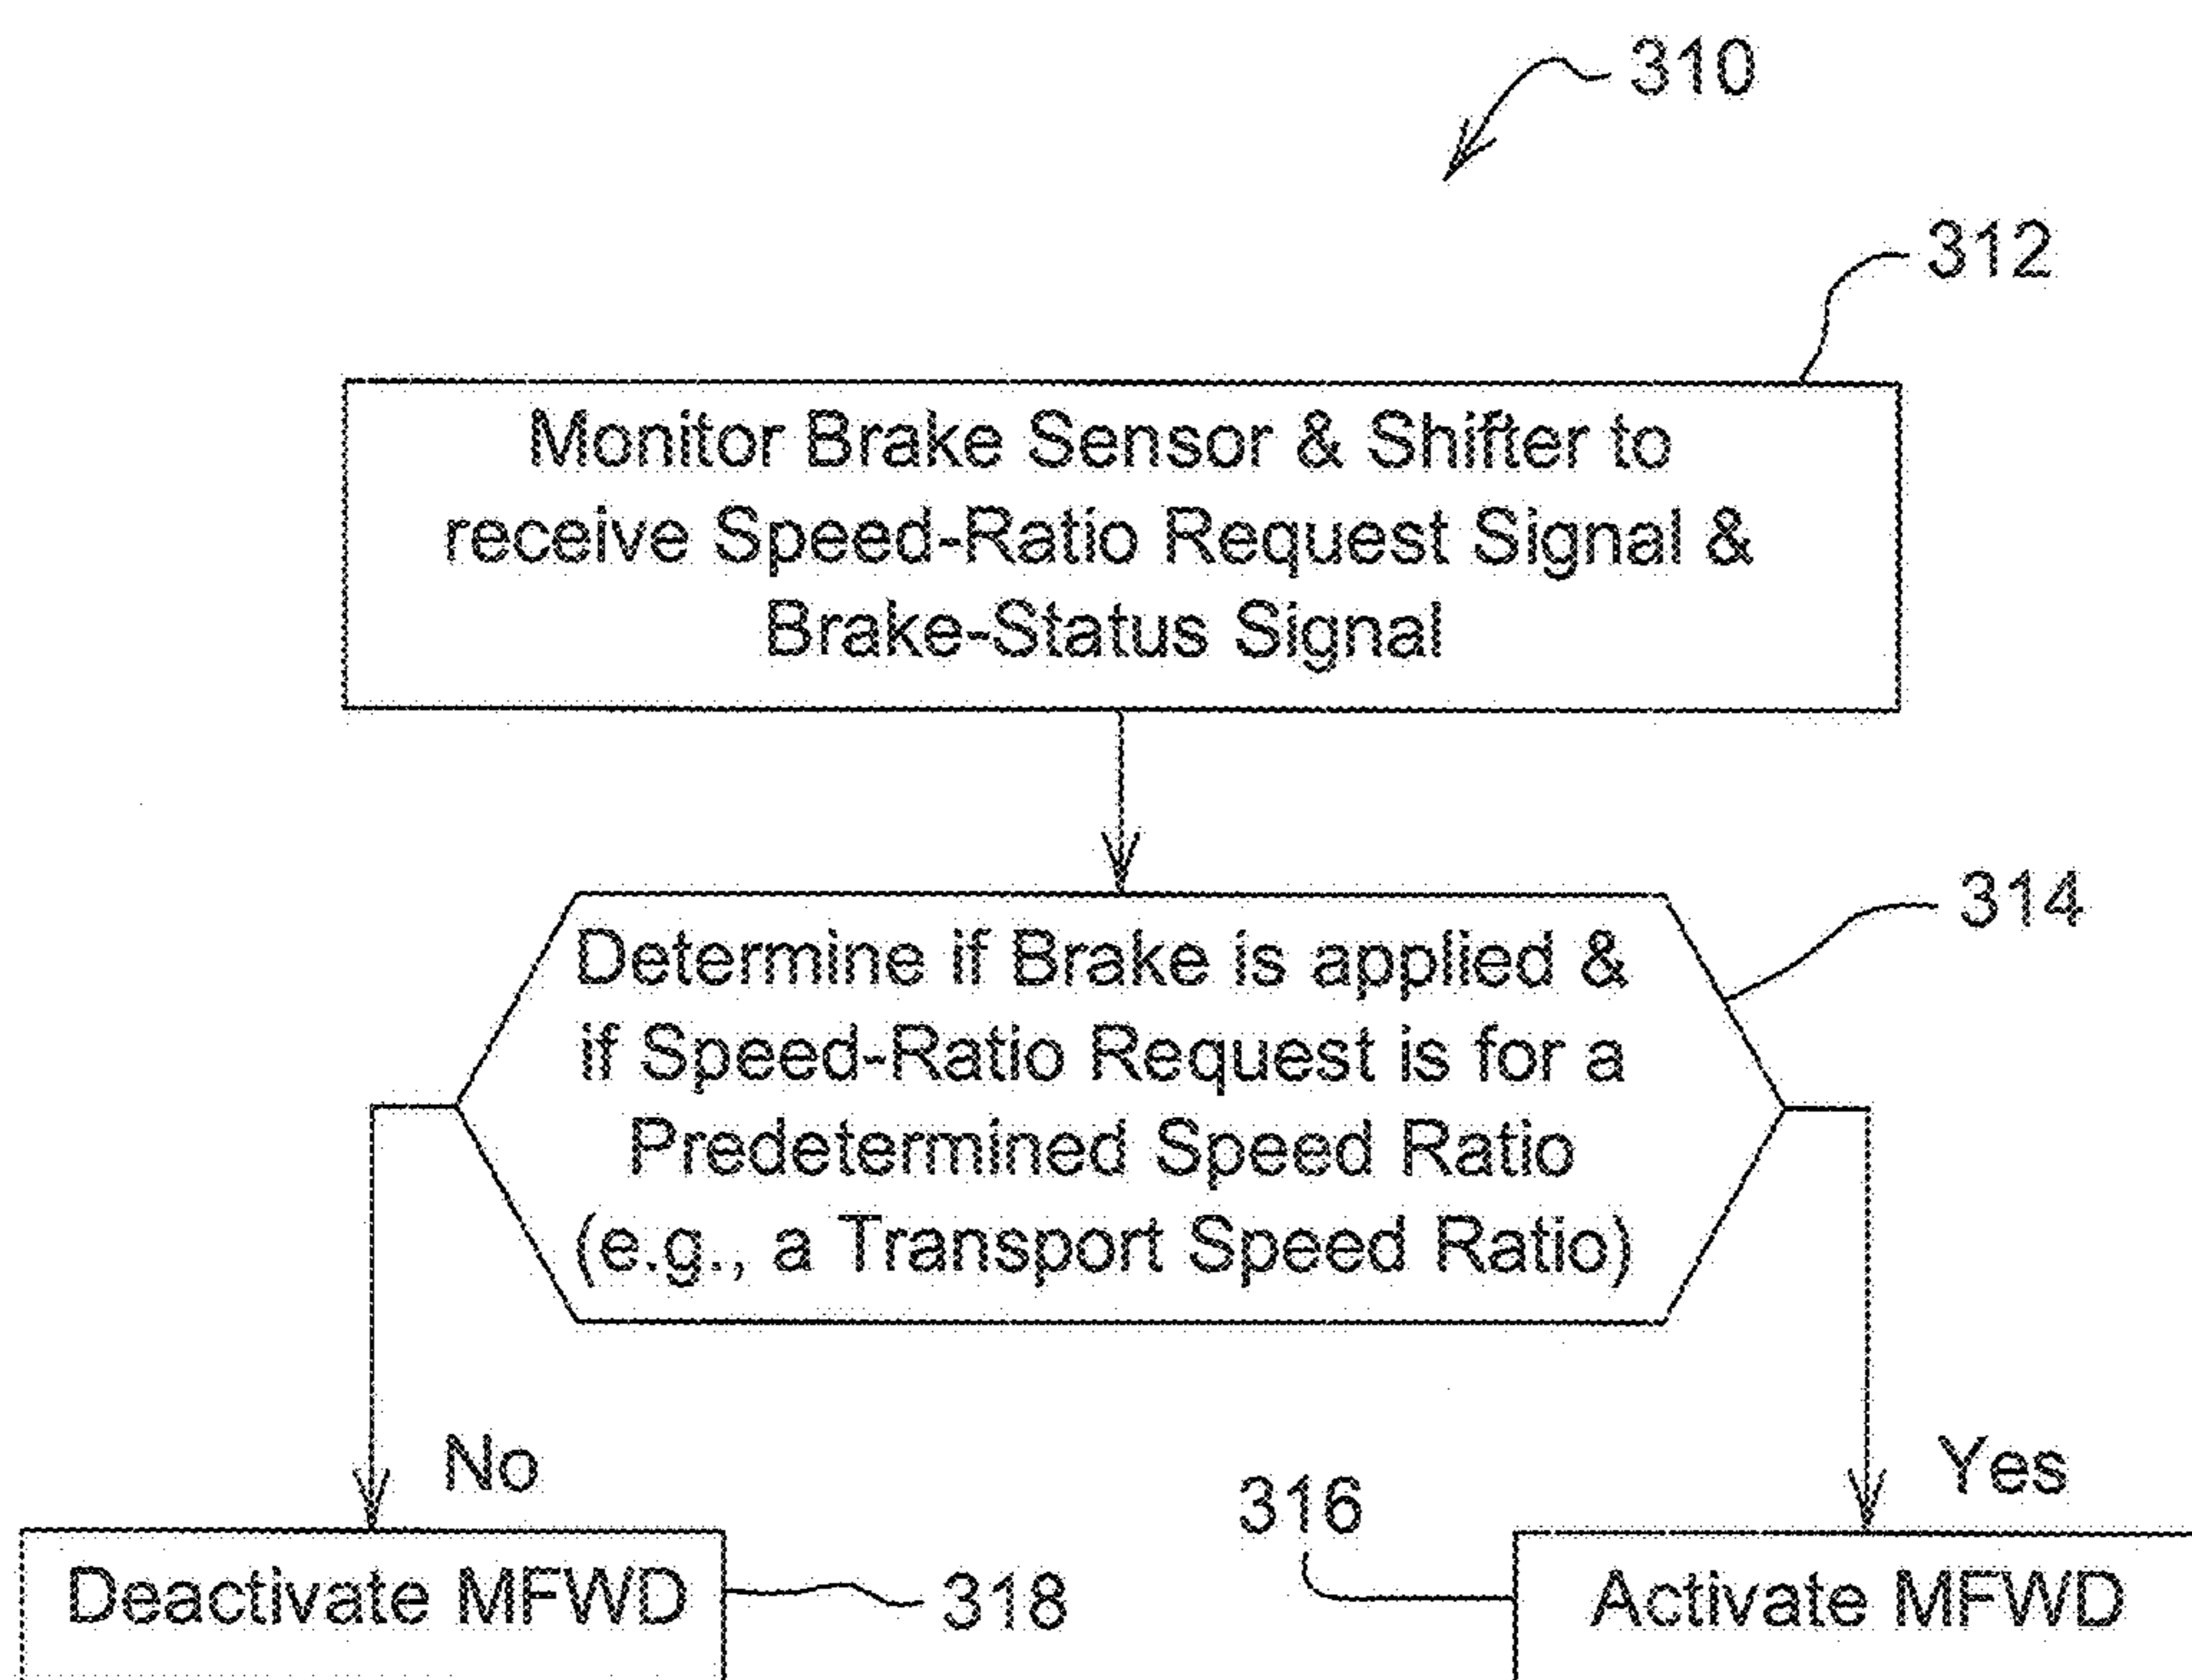 310
312
Monitor Brake Sensor & Shifter to
receive Speed-Ratio Request Signal &
Brake-Status Signal
314
Determine if Brake is applied &
if Speed-Ratio Request is for a
Predetermined Speed Ratio
(e.g., a Transport Speed Ratio)
No
Yes
316
Deactivate MFWD
318
Activate MFWD